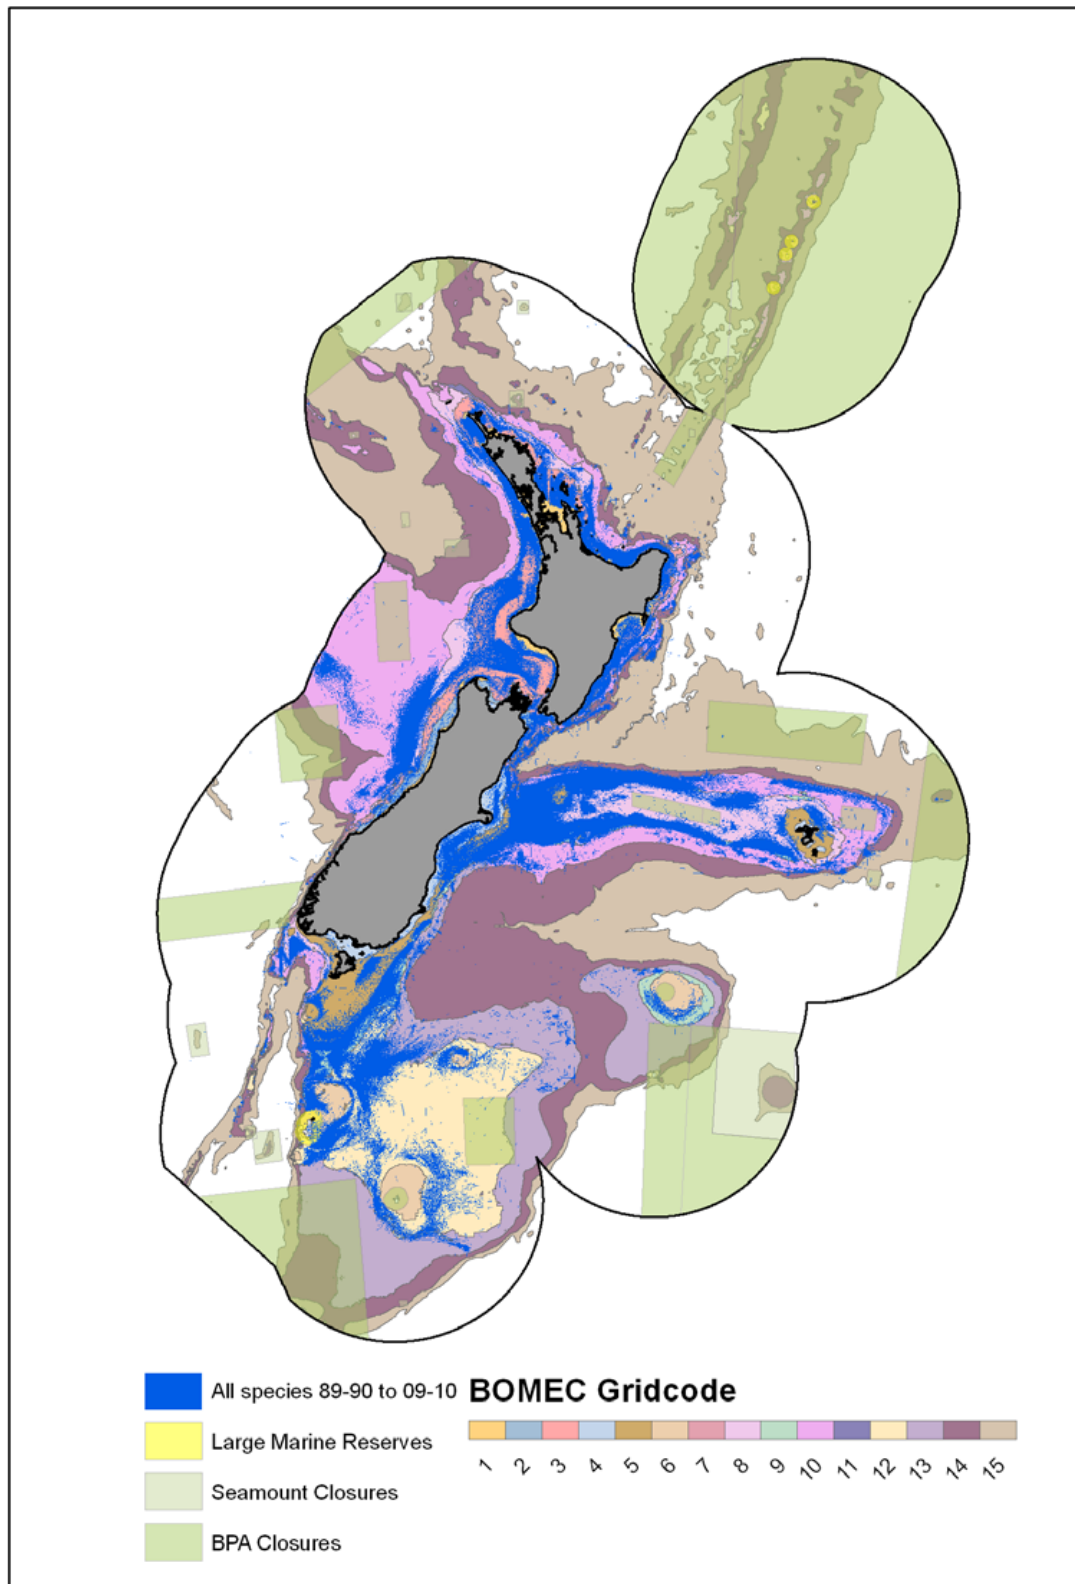 All species 89-90 to 09-10
Large Marine Reserves
Seamount Closures
BPA Closures
BOMEC Gridcode
1 2 3 4 5 6 7 8 9 10 11 12 13 14 15